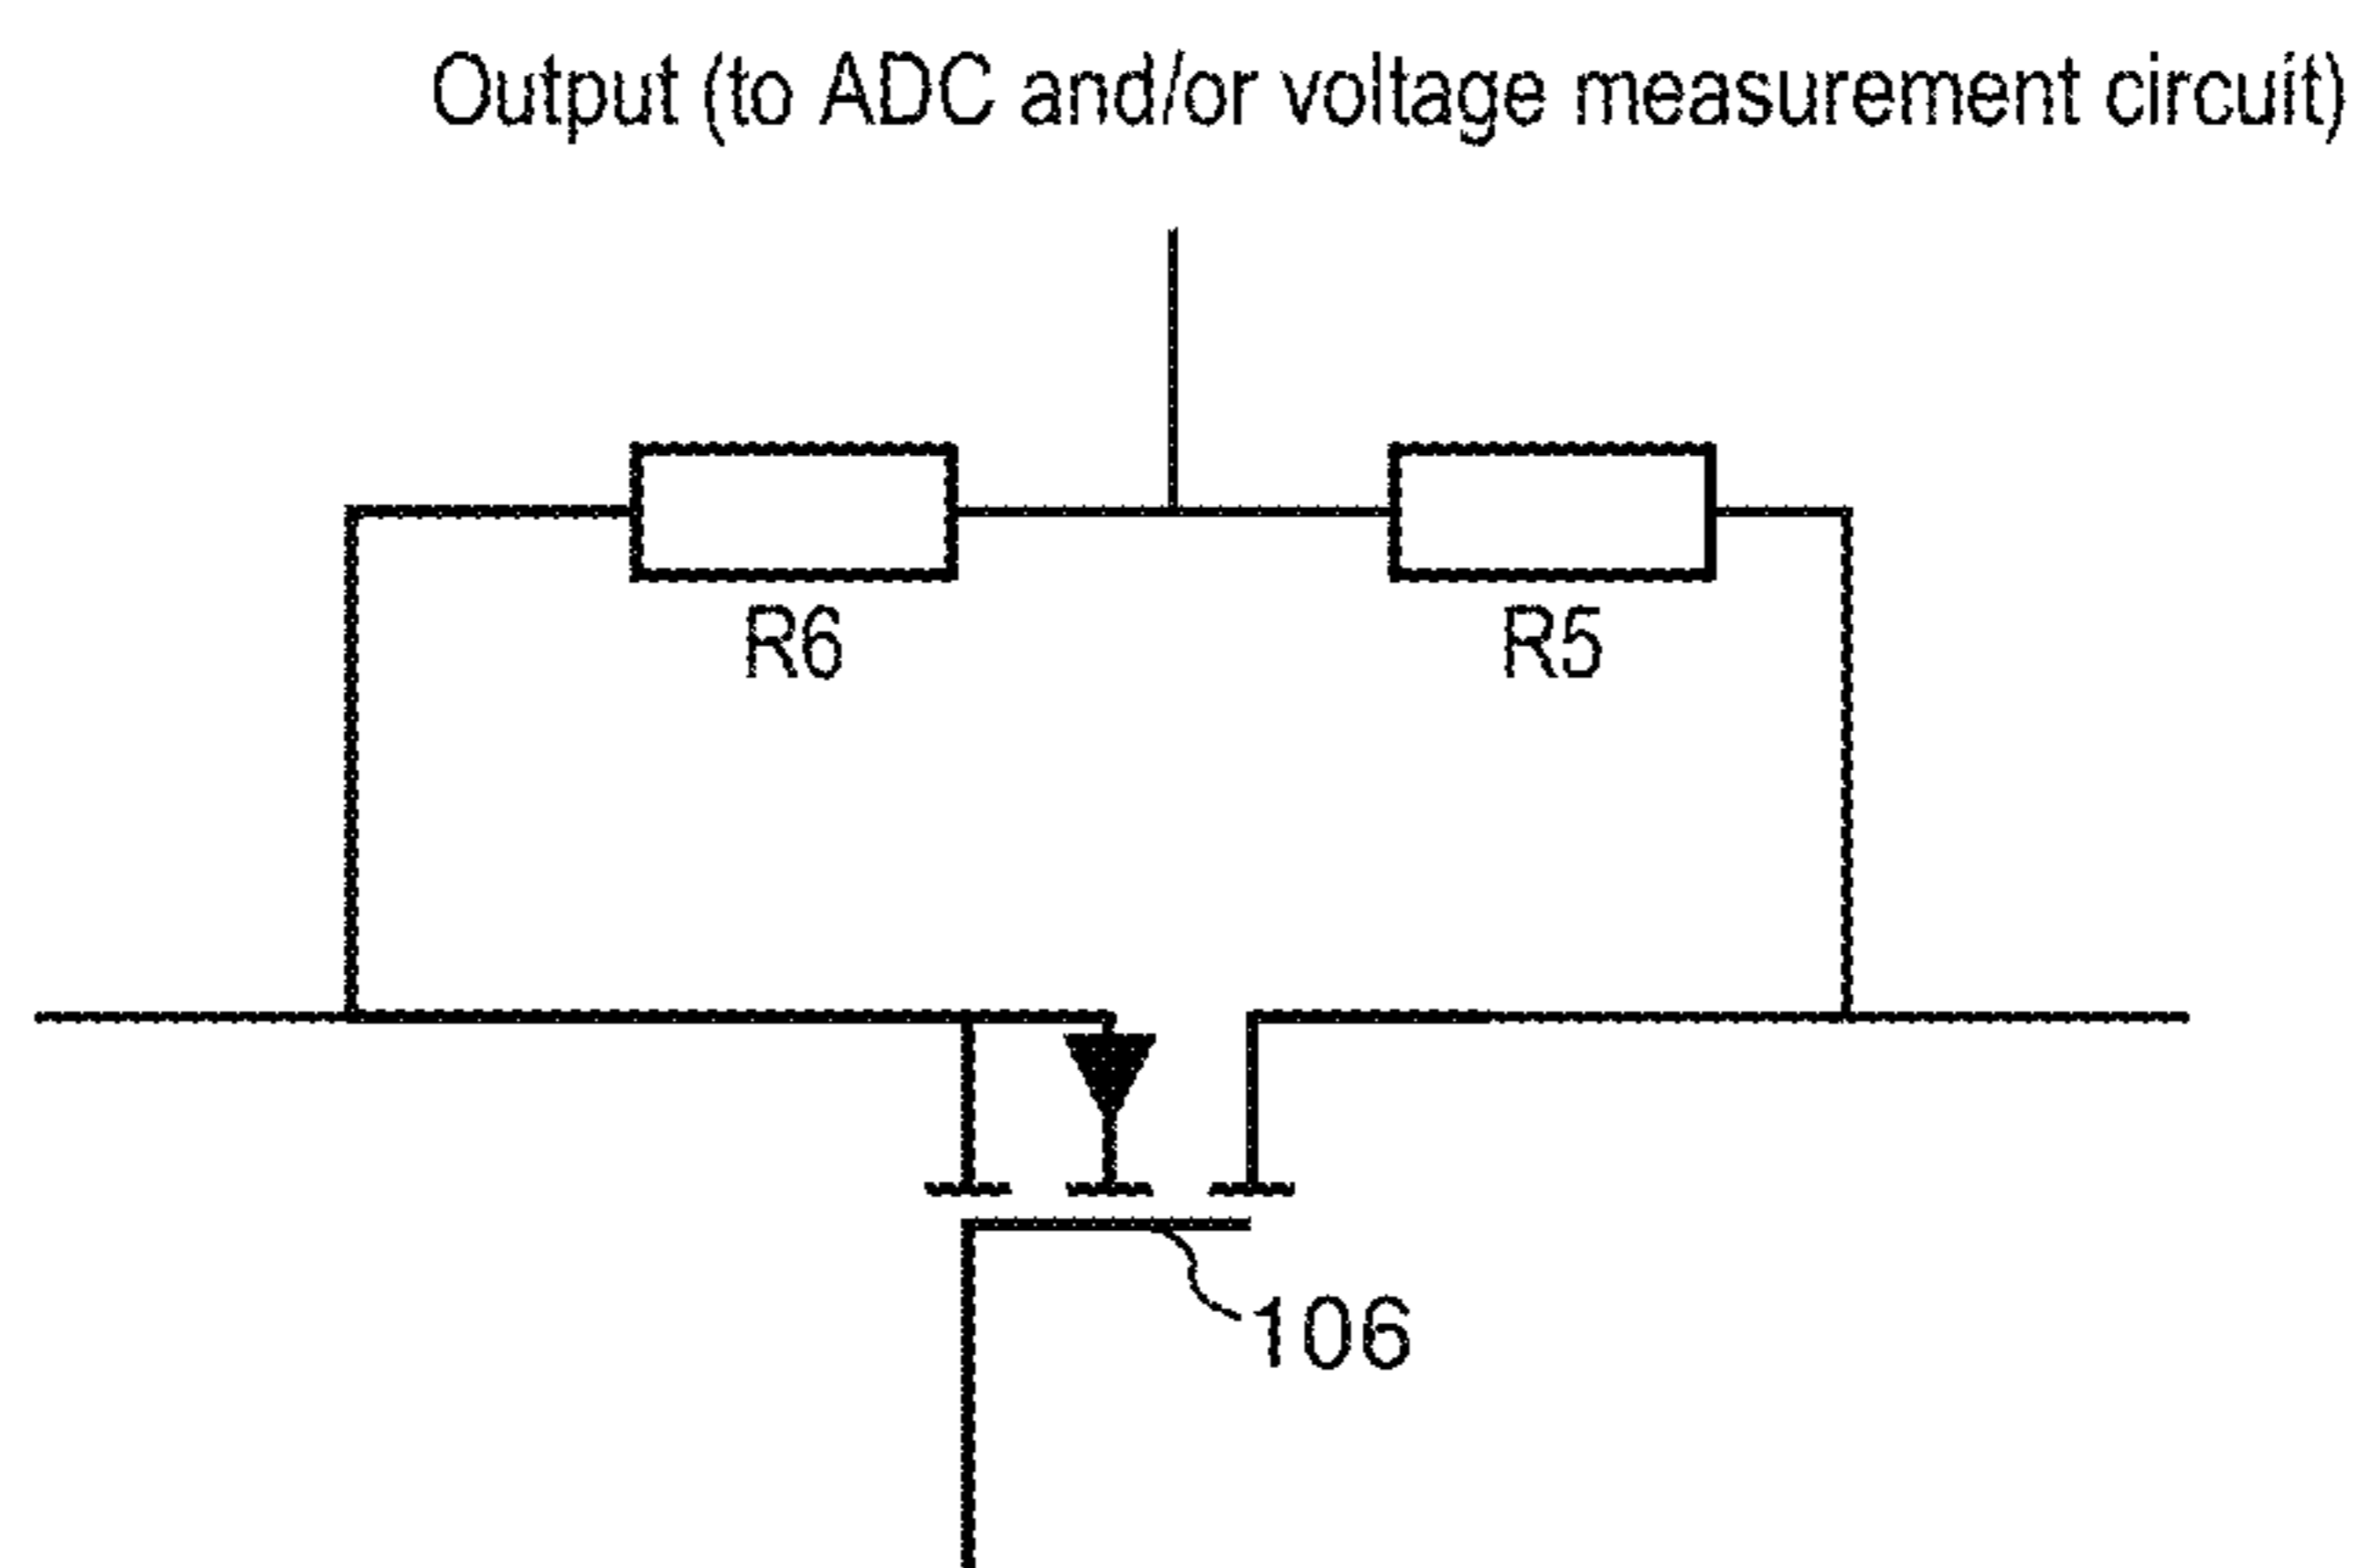 Output (to ADC and/or voltage measurement circuit)
R6
R5
106